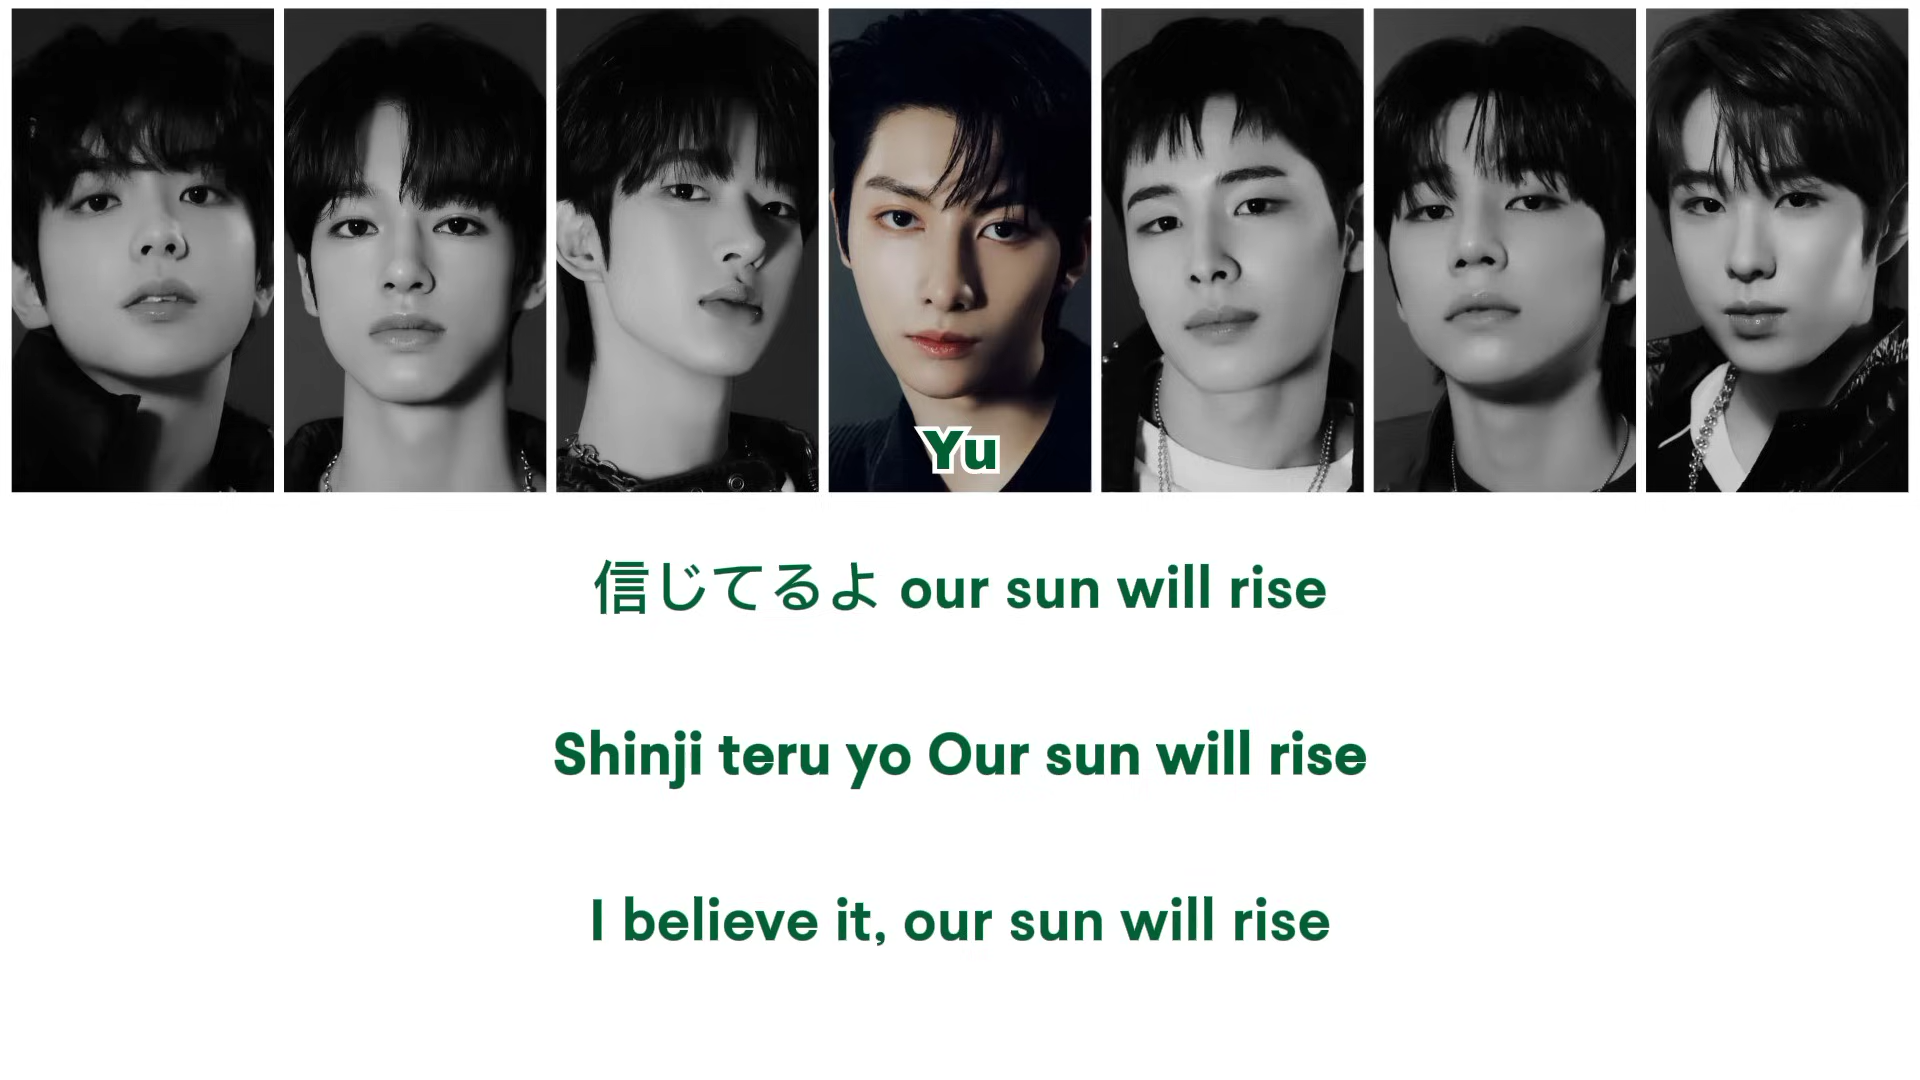 Yu
信じてるよ our sun will rise
Shinji teru yo Our sun will rise
I believe it, our sun will rise